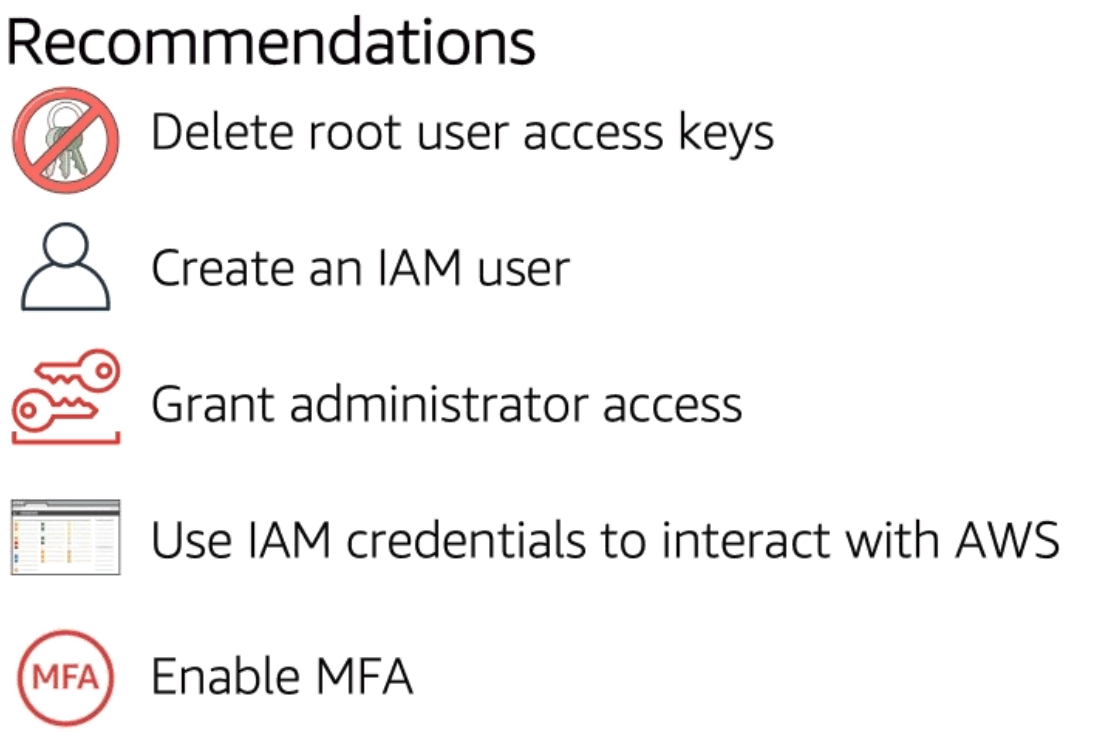 Recommendations
Delete root user access keys
Create an IAM user
Grant administrator access
Use IAM credentials to interact with AWS
MFA
Enable MFA